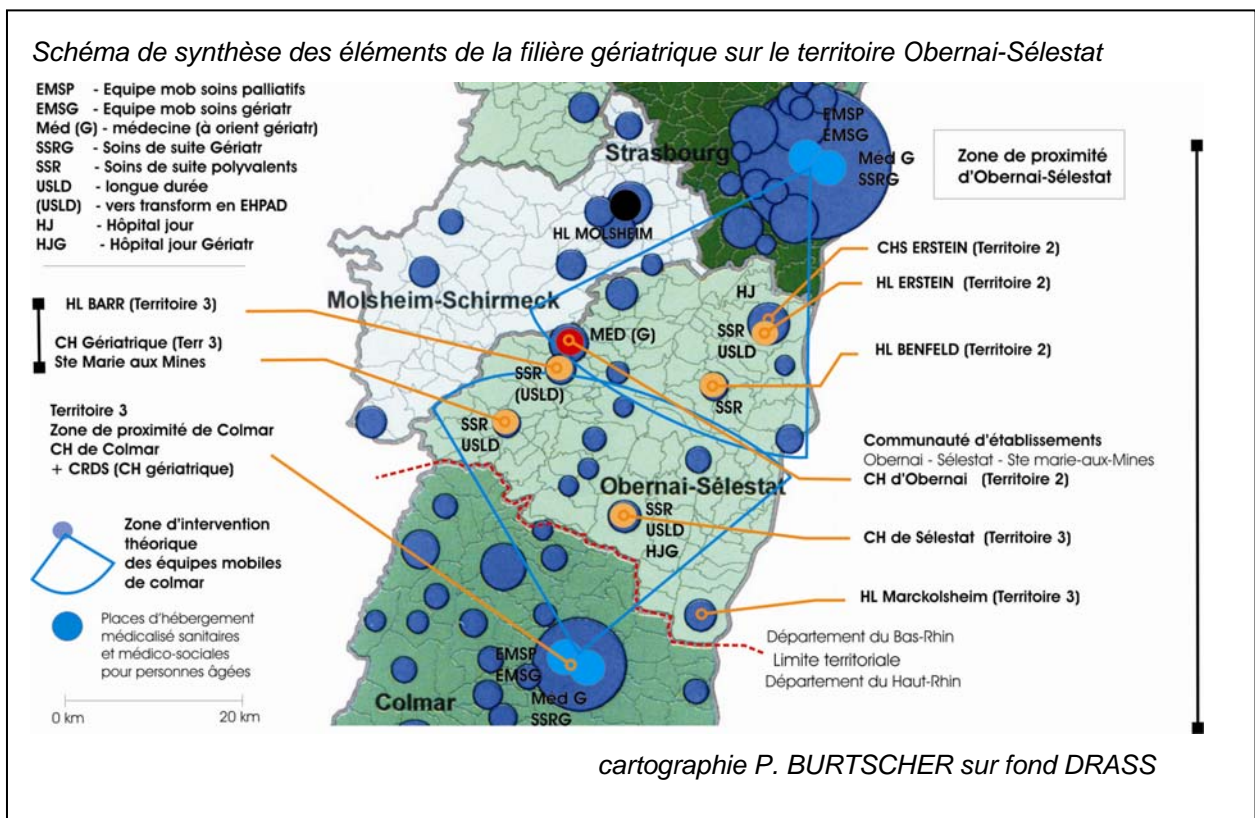 Schéma de synthèse des éléments de la filière gériatrique sur le territoire Obernai-Sélestat
EMSP - Equipe mob soins palliatifs
EMSG - Equipe mob soins gériatr
Méd (G) - médecine (à orient gériatr)
SSRG - Soins de suite Gériatr
SSR - Soins de suite polyvalents
USLD - longue durée
(USLD) - vers transform en EHPAD
HJ - Hôpital jour
HJG - Hôpital jour Gériatr
HL BARR (Territoire 3)
CH Gériatrique (Terr 3)
Ste Marie aux Mines
Territoire 3
Zone de proximité de Colmar
CH de Colmar
+ CRDS (CH gériatrique)
Zone d'intervention
théorique
des équipes mobiles
de colmar
Places d'hébergement
médicalisé sanitaires
et médico-sociales
pour personnes âgées
0 km 20 km
EMSP
EMSG
Strasbourg
Méd G
SSRG
HL MOLSHEIM
Molsheim-Schirmeck
HJ
SSR
USLD
MED (G)
SSR
(USLD)
SSR
SSR
USLD
Obernai-Sélestat
SSR
USLD
HJG
EMSP
EMSG
Méd G
SSRG
Colmar
Zone de proximité
d'Obernai-Sélestat
CHS ERSTEIN (Territoire 2)
HL ERSTEIN (Territoire 2)
HL BENFELD (Territoire 2)
Communauté d'établissements
Obernai - Sélestat - Ste marie-aux-Mines
CH d'Obernai (Territoire 2)
CH de Sélestat (Territoire 3)
HL Marckolsheim (Territoire 3)
Département du Bas-Rhin
Limite territoriale
Département du Haut-Rhin
cartographie P. BURTSCHER sur fond DRASS